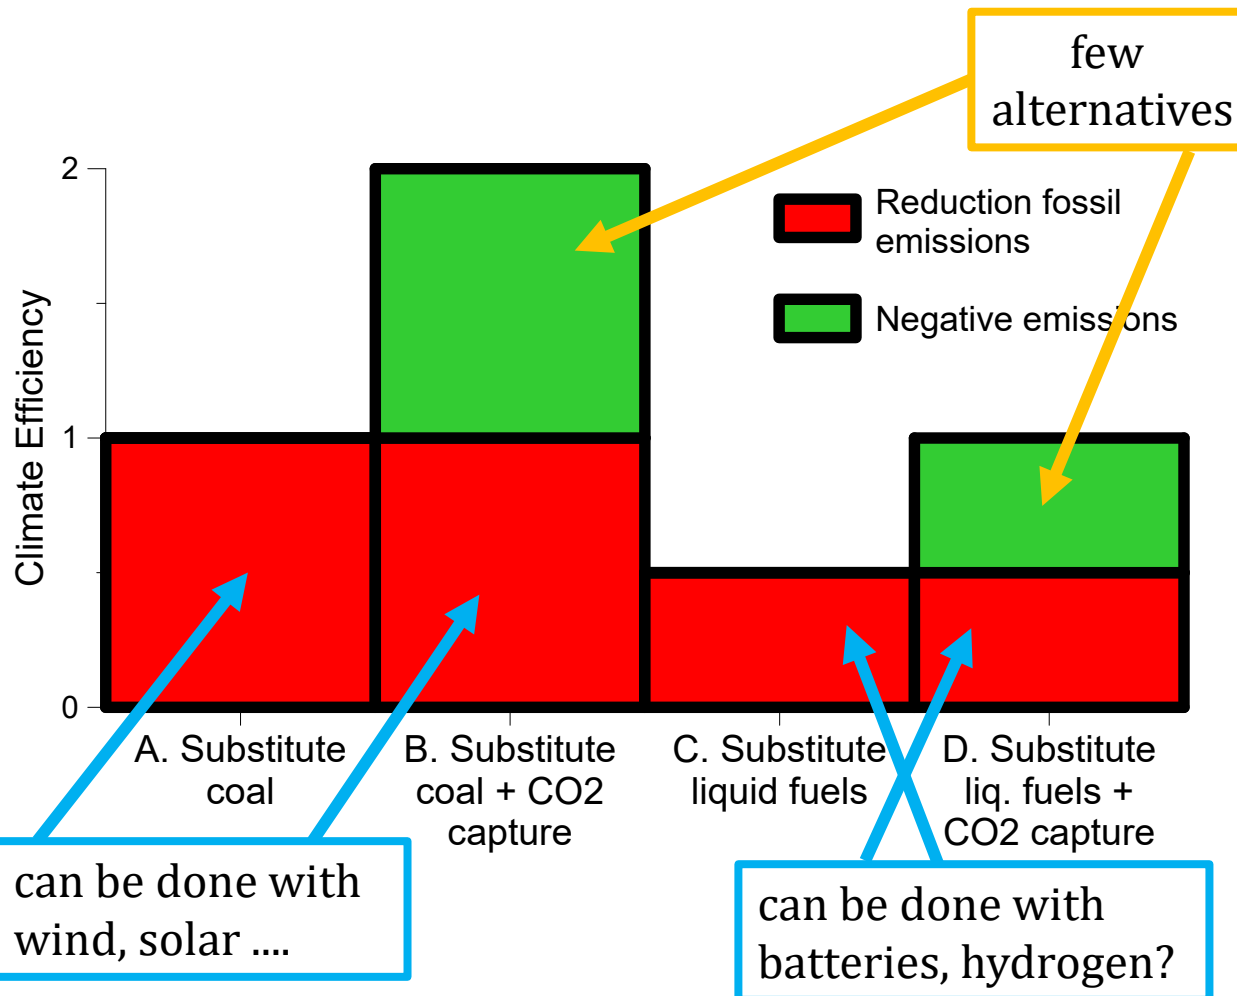 few
alternatives
2
Reduction fossil
emissions
Negative emissions
Climate Efficiency
1
0
A. Substitute
coal
B. Substitute
coal + CO2
capture
C. Substitute
liquid fuels
D. Substitute
liq. fuels +
CO2 capture
can be done with
wind, solar ....
can be done with
batteries, hydrogen?